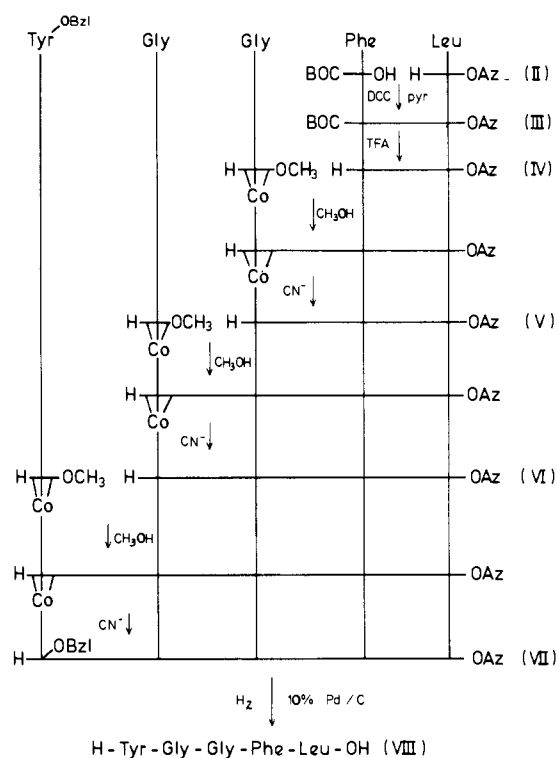 OBzl
Tyr Gly Gly Phe Leu
BOC OH H OAz (II)
DCC pyr
BOC OAz (III)
TFA
H OCH₃ H OAz (IV)
Co
CH₃OH
H OAz
Co
CN⁻
H OCH₃ H OAz (V)
Co
CH₃OH
H OAz
Co
CN⁻
H OCH₃ H OAz (VI)
Co
CH₃OH
H OAz
Co
CN⁻
OBzl
H OAz (VII)
H₂ 10% Pd/C
H-Tyr-Gly-Gly-Phe-Leu-OH (VIII)